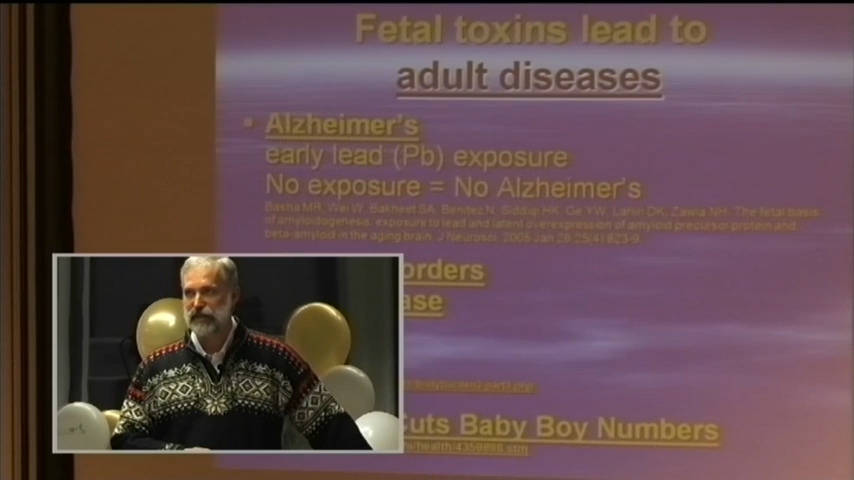 Fetal toxins lead to
adult diseases
▪ Alzheimer's
early lead (Pb) exposure
No exposure = No Alzheimer's
Basha MR, Wei W, Bakheet SA, Benitez N, Siddiqi HK, Ge YW, Lahiri DK, Zawia NH. The fetal basis
of amyloidogenesis: exposure to lead and latent overexpression of amyloid precursor protein and
beta-amyloid in the aging brain. J Neurosci. 2005 Jan 26;25(4):823-9.
orders
ase
Cuts Baby Boy Numbers
/health/4359898.stm